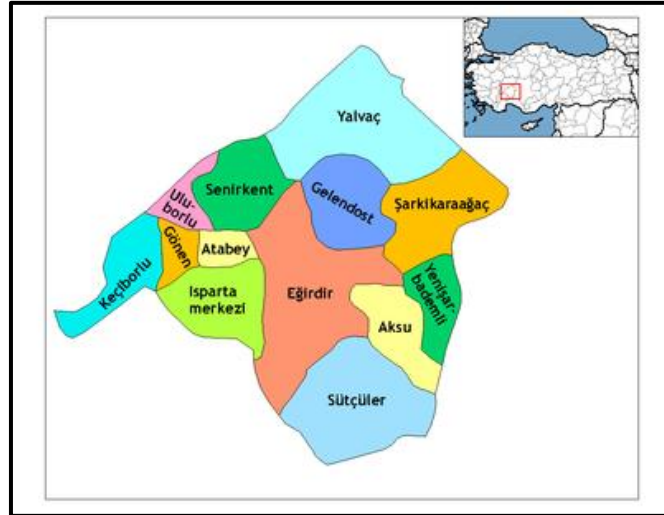 Yalvaç
Senirkent
Gelendost
Şarkikaraağaç
Ulu-
borlu
Gönen
Atabey
Keçiborlu
Isparta
merkezi
Eğirdir
Yenişar-
bademli
Aksu
Sütçüler